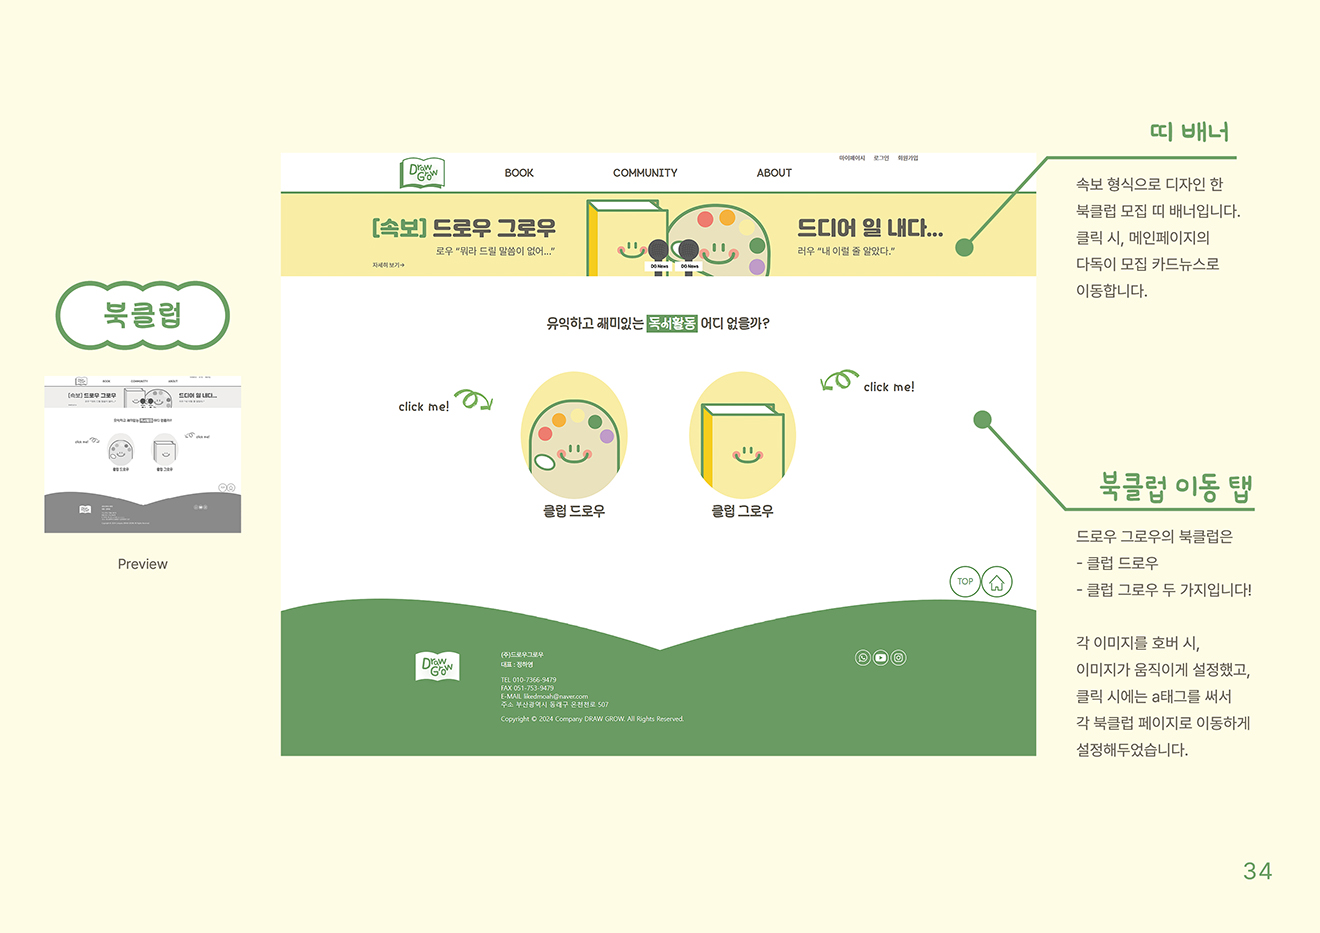 북클럽
Preview
Draw Grow
BOOK
COMMUNITY
ABOUT
마이페이지 로그인 회원가입
[속보] 드로우 그로우
로우 “뭐라 드릴 말씀이 없어...”
자세히 보기→
DG News
DG News
드디어 일 내다...
러우 “내 이럴 줄 알았다.”
유익하고 재미있는 독서활동 어디 없을까?
click me!
click me!
클럽 드로우
클럽 그로우
TOP
Draw Grow
(주)드로우그로우
대표 : 정하영
TEL 010-7366-9479
FAX 051-753-9479
E-MAIL likedmoah@naver.com
주소 부산광역시 동래구 온천천로 507
Copyright © 2024 Company DRAW GROW. All Rights Reserved.
띠 배너
속보 형식으로 디자인 한
북클럽 모집 띠 배너입니다.
클릭 시, 메인페이지의
다독이 모집 카드뉴스로
이동합니다.
북클럽 이동 탭
드로우 그로우의 북클럽은
- 클럽 드로우
- 클럽 그로우 두 가지입니다!
각 이미지를 호버 시,
이미지가 움직이게 설정했고,
클릭 시에는 a태그를 써서
각 북클럽 페이지로 이동하게
설정해두었습니다.
34